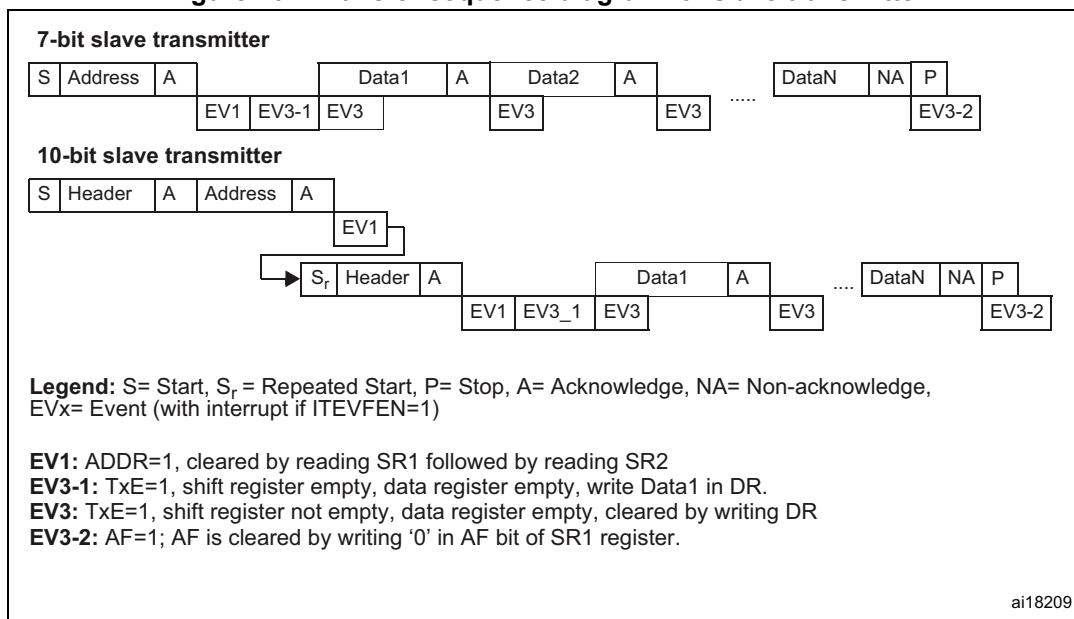 7-bit slave transmitter
S Address A Data1 A Data2 A ..... DataN NA P
EV1 EV3-1 EV3 EV3 EV3 EV3-2
10-bit slave transmitter
S Header A Address A
EV1
Sr Header A Data1 A .... DataN NA P
EV1 EV3_1 EV3 EV3 EV3-2
Legend: S= Start, Sr = Repeated Start, P= Stop, A= Acknowledge, NA= Non-acknowledge,
EVx= Event (with interrupt if ITEVFEN=1)
EV1: ADDR=1, cleared by reading SR1 followed by reading SR2
EV3-1: TxE=1, shift register empty, data register empty, write Data1 in DR.
EV3: TxE=1, shift register not empty, data register empty, cleared by writing DR
EV3-2: AF=1; AF is cleared by writing ‘0’ in AF bit of SR1 register.
ai18209